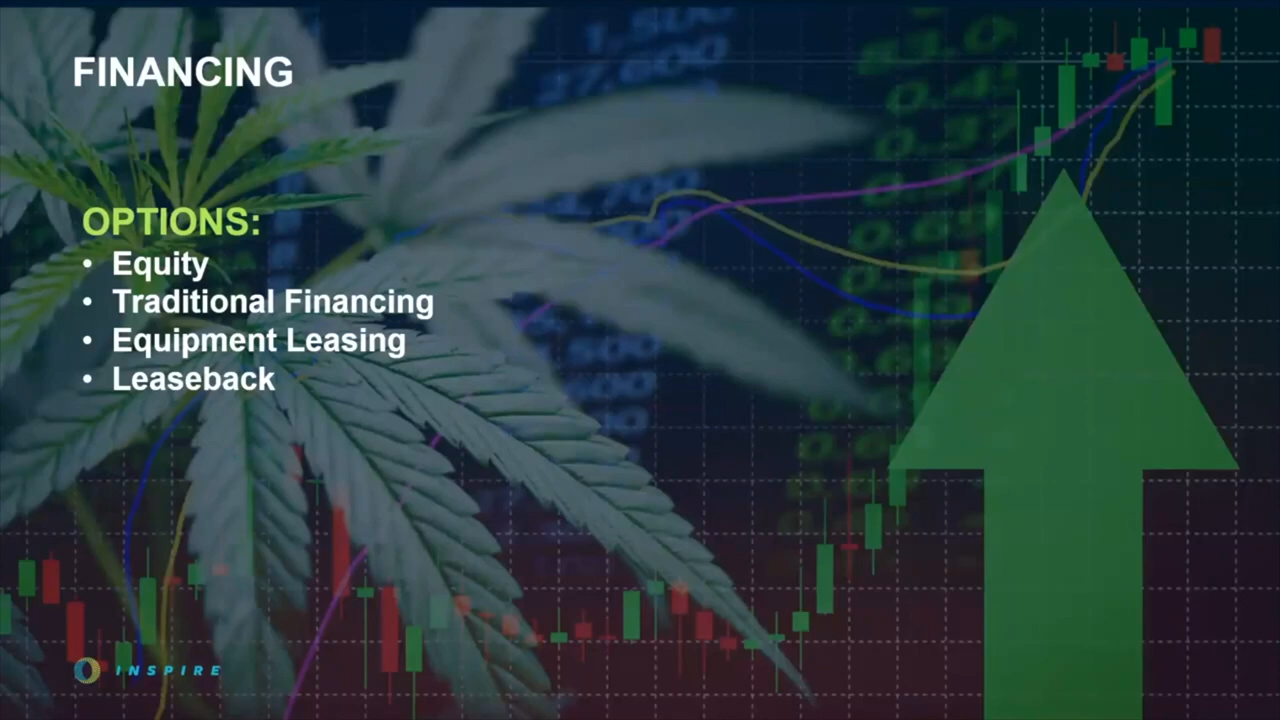 FINANCING
OPTIONS:
• Equity
• Traditional Financing
• Equipment Leasing
• Leaseback
INSPIRE